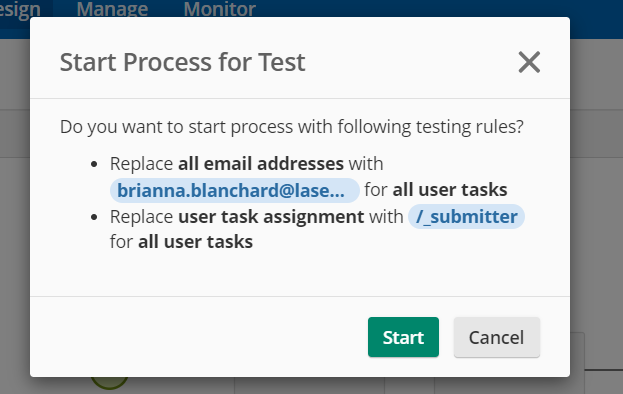 esign Manage Monitor
Start Process for Test
Do you want to start process with following testing rules?
• Replace all email addresses with
brianna.blanchard@lase... for all user tasks
• Replace user task assignment with /_submitter
for all user tasks
Start Cancel